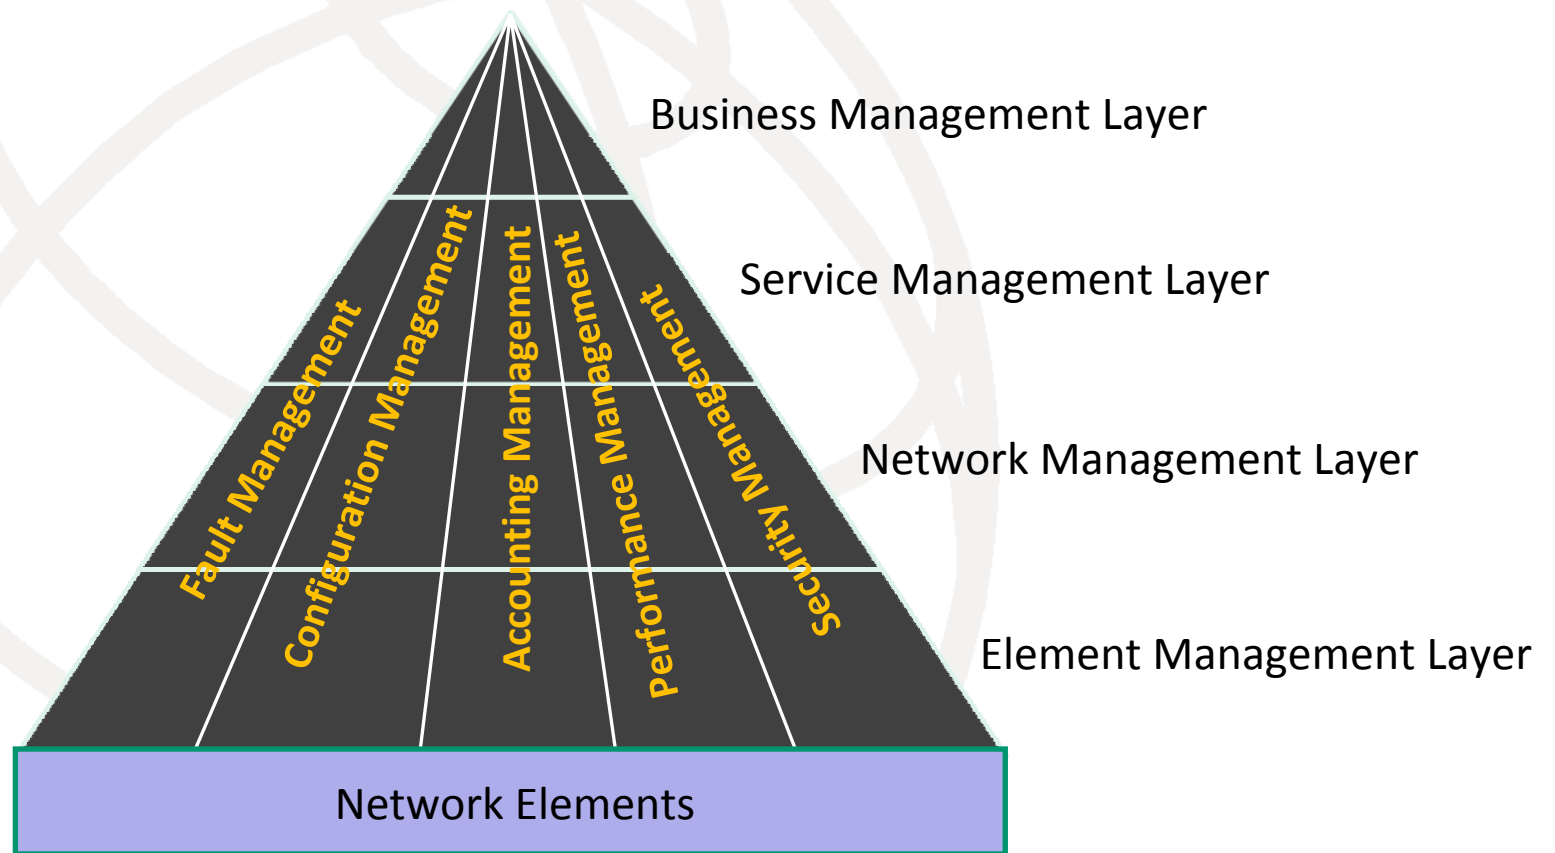 Business Management Layer
Service Management Layer
Network Management Layer
Element Management Layer
Fault Management
Configuration Management
Accounting Management
Performance Management
Security Management
Network Elements